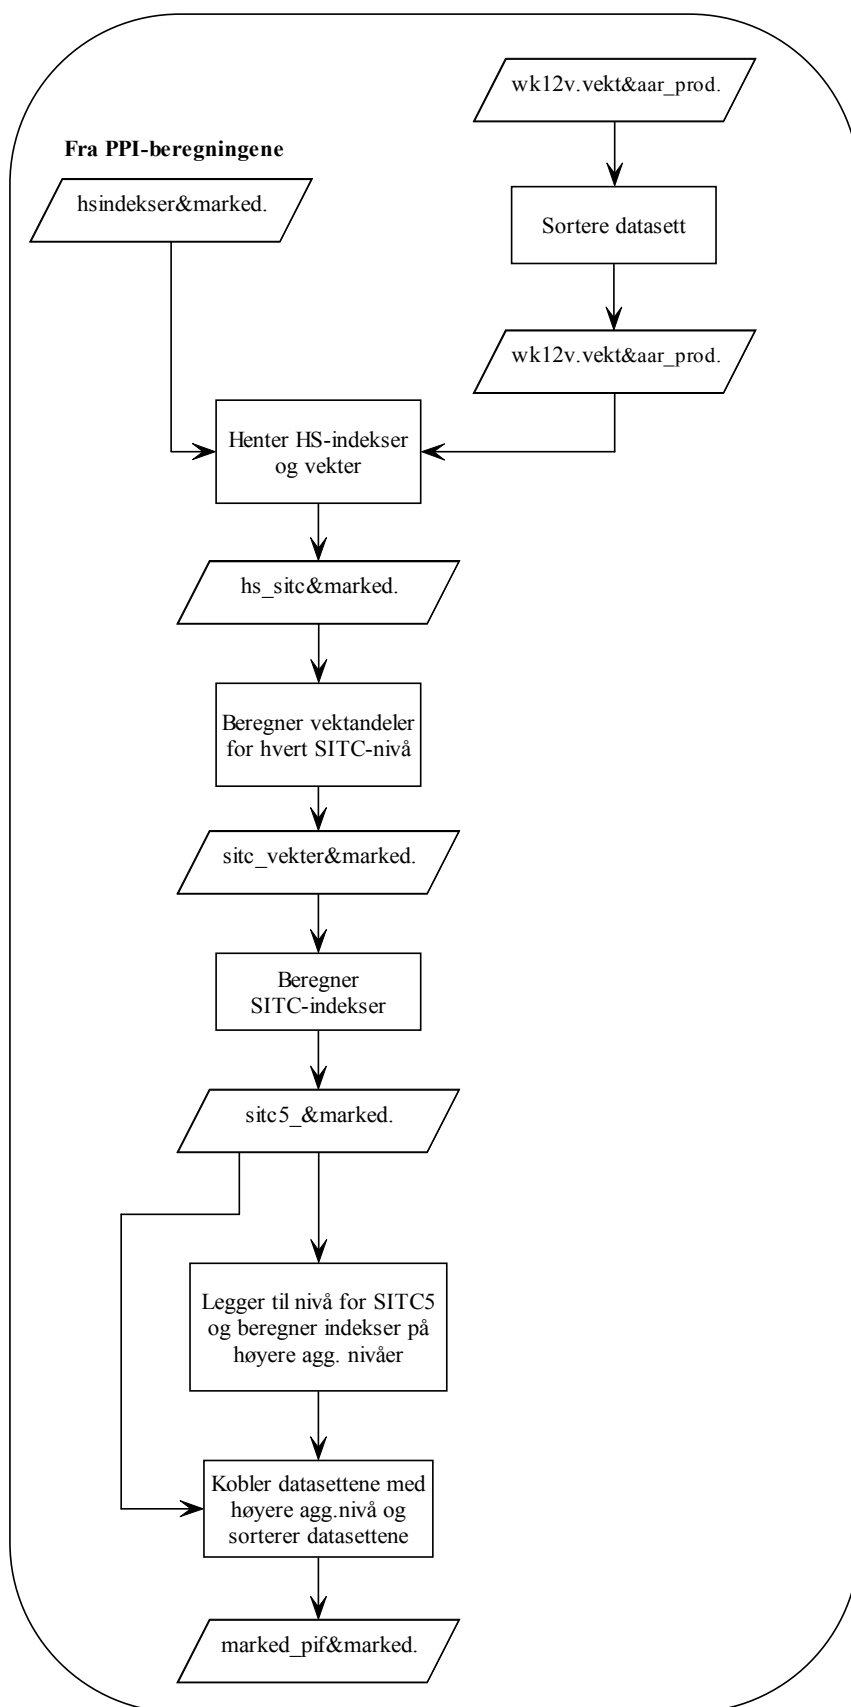 wk12v.vekt&aar_prod.
Fra PPI-beregningene
hsindekser&marked.
Sortere datasett
wk12v.vekt&aar_prod.
Henter HS-indekser
og vekter
hs_sitc&marked.
Beregner vektandeler
for hvert SITC-nivå
sitc_vekter&marked.
Beregner
SITC-indekser
sitc5_&marked.
Legger til nivå for SITC5
og beregner indekser på
høyere agg. nivåer
Kobler datasettene med
høyere agg.nivå og
sorterer datasettene
marked_pif&marked.